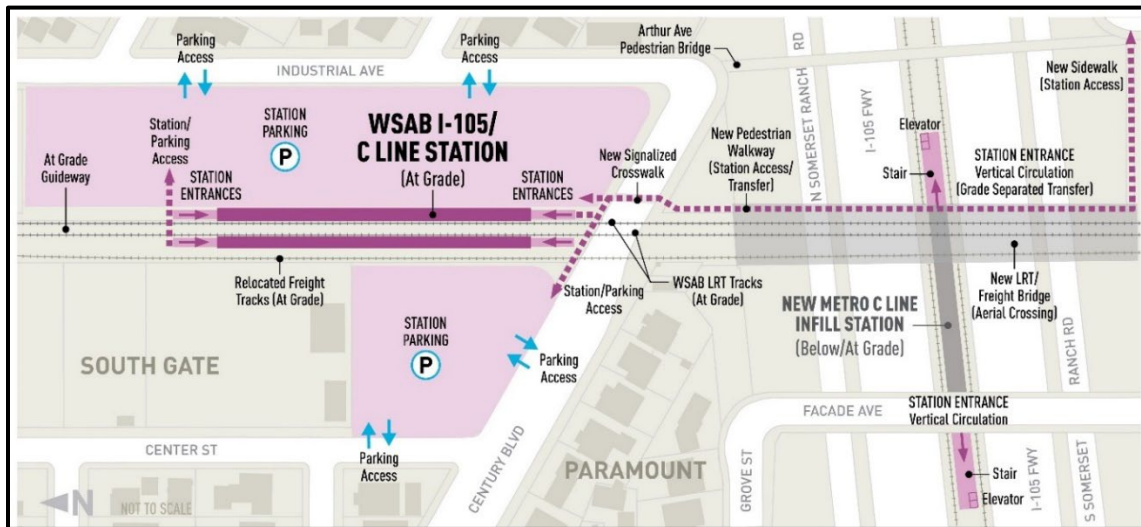 Parking
Access
Parking
Access
Arthur Ave
Pedestrian Bridge
INDUSTRIAL AVE
N SOMERSET RANCH RD
I-105 FWY
New Sidewalk
(Station Access)
Station/
Parking
Access
STATION
PARKING
P
WSAB I-105/
C LINE STATION
(At Grade)
At Grade
Guideway
STATION
ENTRANCES
STATION
ENTRANCES
New Signalized
Crosswalk
New Pedestrian
Walkway
(Station Access/
Transfer)
Elevator
Stair
STATION ENTRANCE
Vertical Circulation
(Grade Separated Transfer)
Relocated Freight
Tracks (At Grade)
Station/Parking
Access
WSAB LRT Tracks
(At Grade)
New LRT/
Freight Bridge
(Aerial Crossing)
STATION
PARKING
P
NEW METRO C LINE
INFILL STATION
(Below/At Grade)
SOUTH GATE
Parking
Access
RANCH RD
FACADE AVE
STATION ENTRANCE
Vertical Circulation
CENTER ST
Parking
Access
CENTURY BLVD
PARAMOUNT
GROVE ST
Stair
Elevator
I-105 FWY
S SOMERSET
N
NOT TO SCALE